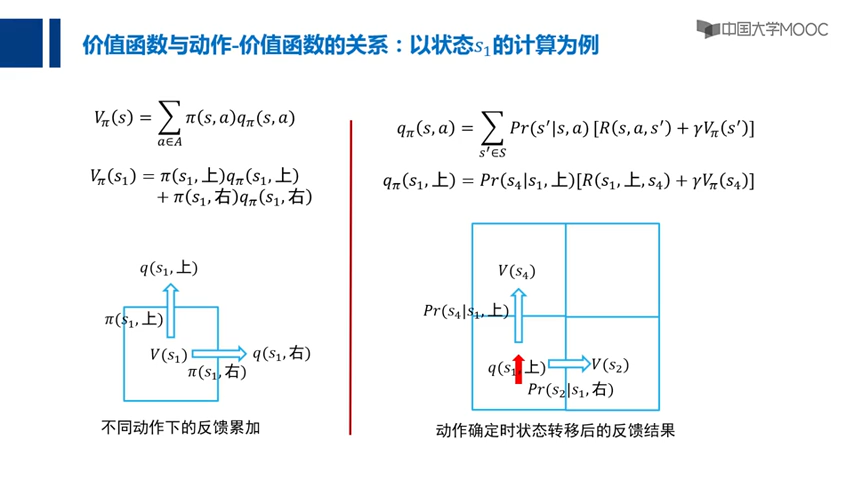 价值函数与动作-价值函数的关系：以状态s₁的计算为例
中国大学MOOC
V_π(s) = ∑_{a∈A} π(s, a)q_π(s, a)
V_π(s₁) = π(s₁, 上)q_π(s₁, 上)
+ π(s₁, 右)q_π(s₁, 右)
q(s₁, 上)
π(s₁, 上)
V(s₁)
q(s₁, 右)
π(s₁, 右)
不同动作下的反馈累加
q_π(s, a) = ∑_{s′∈S} Pr(s′|s, a) [R(s, a, s′) + γV_π(s′)]
q_π(s₁, 上) = Pr(s₄|s₁, 上)[R(s₁, 上, s₄) + γV_π(s₄)]
V(s₄)
Pr(s₄|s₁, 上)
q(s₁, 上)
V(s₂)
Pr(s₂|s₁, 右)
动作确定时状态转移后的反馈结果